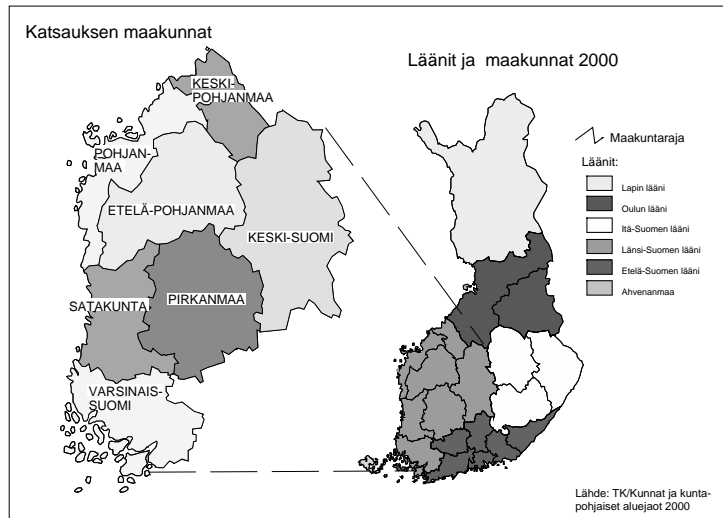 Katsauksen maakunnat
KESKI-
POHJANMAA
POHJAN-
MAA
ETELÄ-POHJANMAA
KESKI-SUOMI
SATAKUNTA
PIRKANMAA
VARSINAIS-
SUOMI
Läänit ja maakunnat 2000
Maakuntaraja
Läänit:
Lapin lääni
Oulun lääni
Itä-Suomen lääni
Länsi-Suomen lääni
Etelä-Suomen lääni
Ahvenanmaa
Lähde: TK/Kunnat ja kunta-
pohjaiset aluejaot 2000